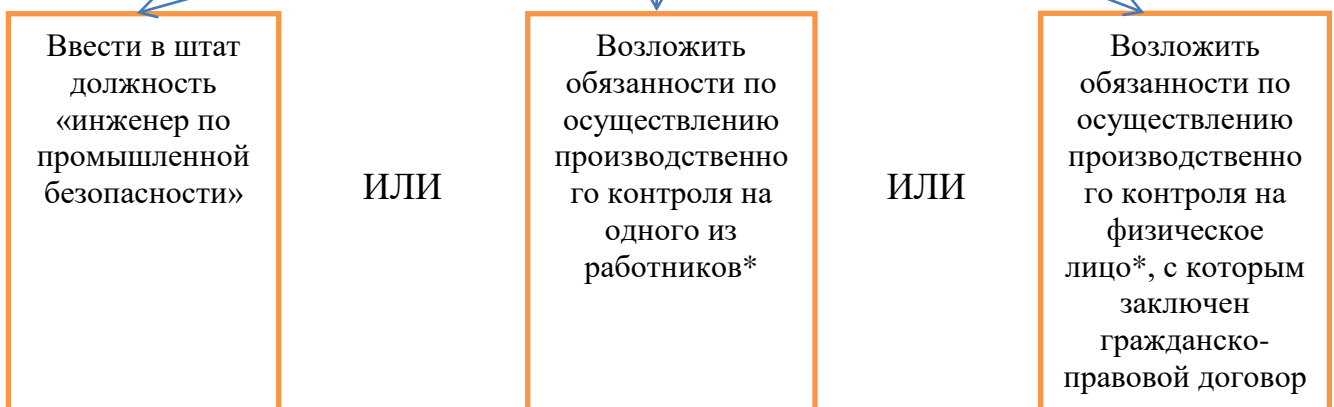 Ввести в штат
должность
«инженер по
промышленной
безопасности»
ИЛИ
Возложить
обязанности по
осуществлению
производственно
го контроля на
одного из
работников*
ИЛИ
Возложить
обязанности по
осуществлению
производственно
го контроля на
физическое
лицо*, с которым
заключен
гражданско-
правовой договор